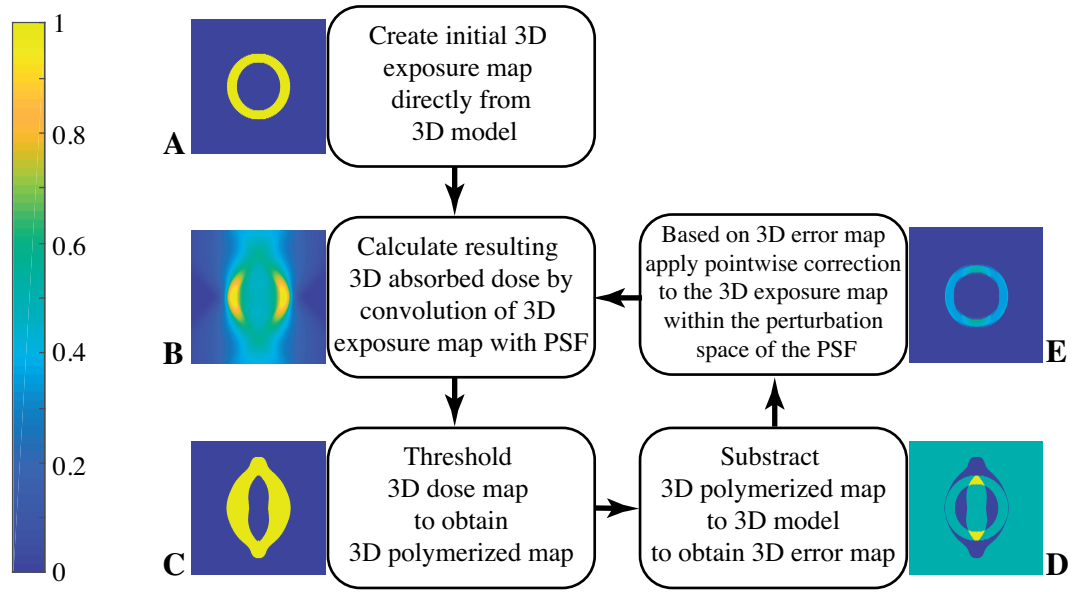 1
0.8
0.6
0.4
0.2
0
A
Create initial 3D
exposure map
directly from
3D model
B
Calculate resulting
3D absorbed dose by
convolution of 3D
exposure map with PSF
Based on 3D error map
apply pointwise correction
to the 3D exposure map
within the perturbation
space of the PSF
E
C
Threshold
3D dose map
to obtain
3D polymerized map
Substract
3D polymerized map
to 3D model
to obtain 3D error map
D